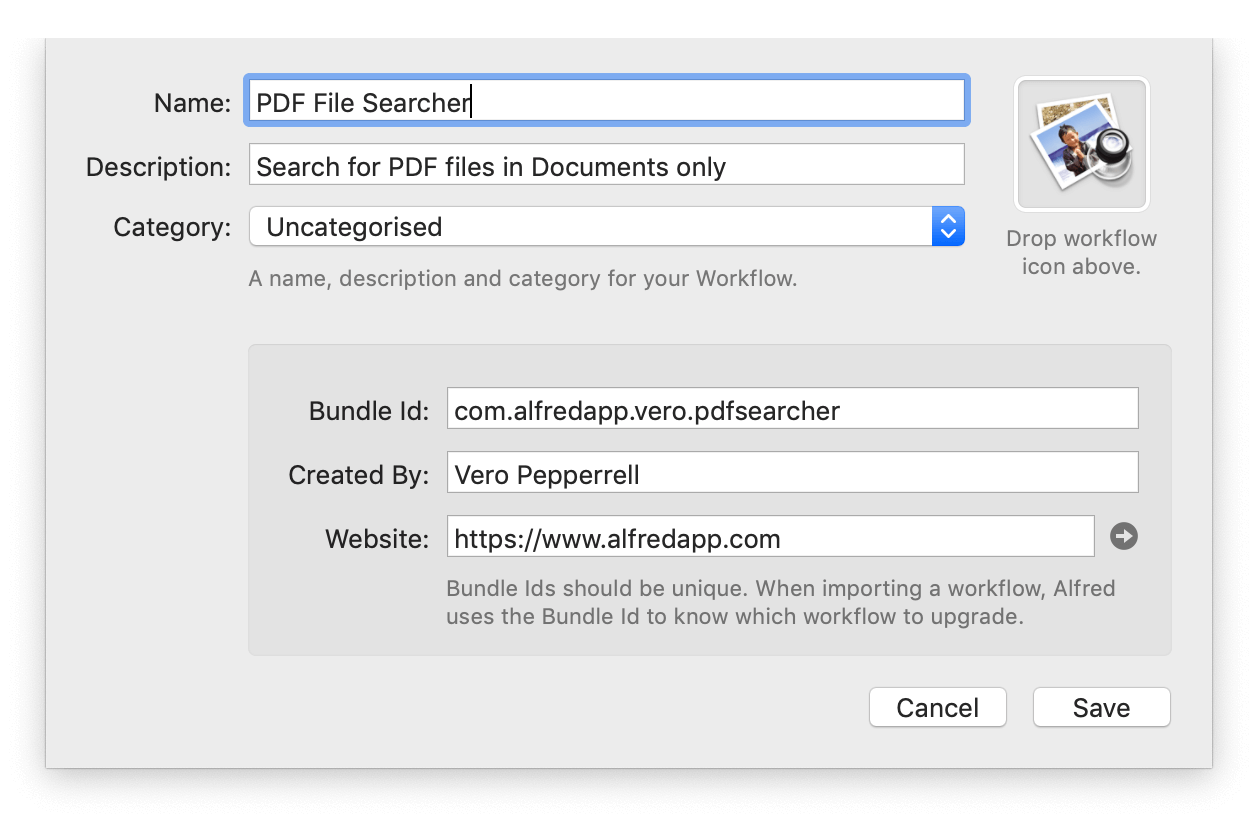 Name: PDF File Searcher
Description: Search for PDF files in Documents only
Category: Uncategorised
A name, description and category for your Workflow.
Drop workflow
icon above.
Bundle Id: com.alfredapp.vero.pdfsearcher
Created By: Vero Pepperrell
Website: https://www.alfredapp.com
Bundle Ids should be unique. When importing a workflow, Alfred
uses the Bundle Id to know which workflow to upgrade.
Cancel Save